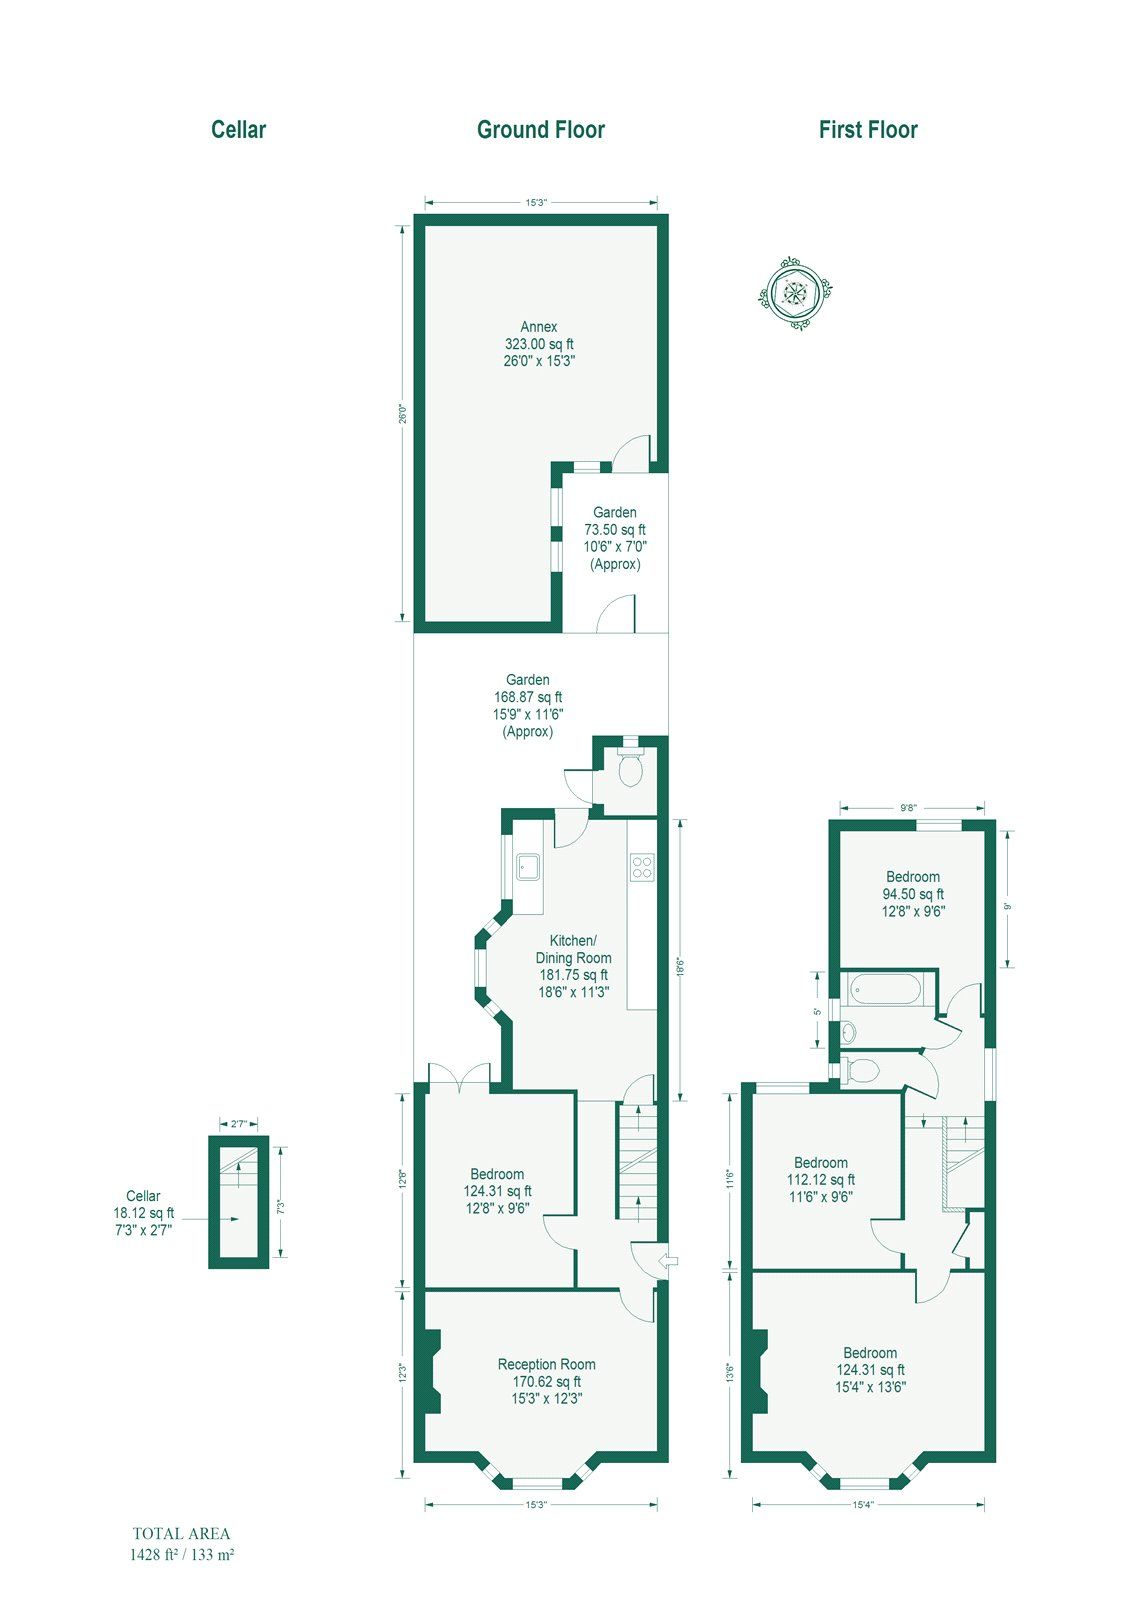 Cellar
Ground Floor
First Floor
15'3"
26'0"
Annex
323.00 sq ft
26'0" x 15'3"
Garden
73.50 sq ft
10'6" x 7'0"
(Approx)
Garden
168.87 sq ft
15'9" x 11'6"
(Approx)
Kitchen/
Dining Room
181.75 sq ft
18'6" x 11'3"
18'6"
9'8"
Bedroom
94.50 sq ft
12'8" x 9'6"
9'
5'
2'7"
7'3"
Cellar
18.12 sq ft
7'3" x 2'7"
12'8"
Bedroom
124.31 sq ft
12'8" x 9'6"
11'6"
Bedroom
112.12 sq ft
11'6" x 9'6"
12'3"
Reception Room
170.62 sq ft
15'3" x 12'3"
15'3"
13'6"
Bedroom
124.31 sq ft
15'4" x 13'6"
15'4"
TOTAL AREA
1428 ft² / 133 m²